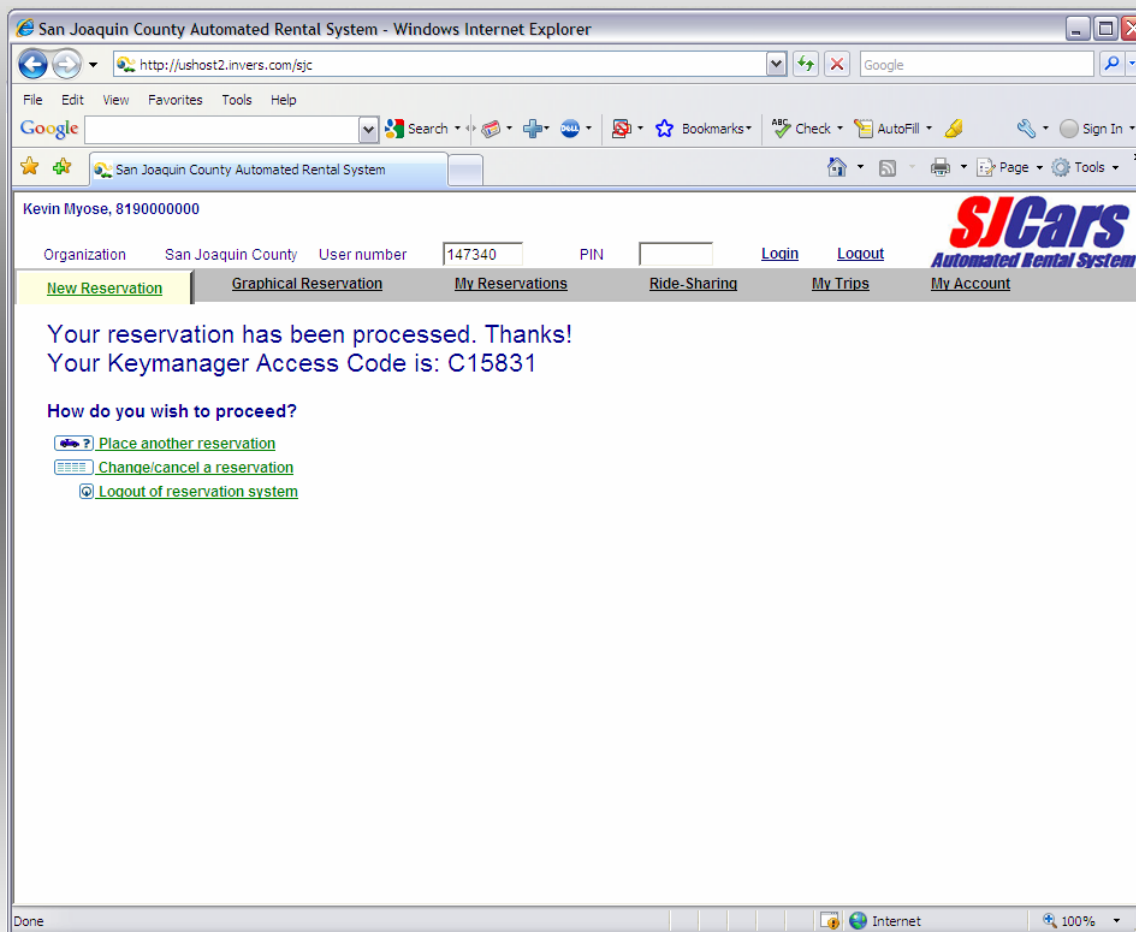 San Joaquin County Automated Rental System - Windows Internet Explorer
http://ushost2.invers.com/sjc
Google
File Edit View Favorites Tools Help
Google Search Bookmarks ABC Check AutoFill Sign In
San Joaquin County Automated Rental System Page Tools
Kevin Myose, 8190000000
SJCars
Automated Rental System
Organization San Joaquin County User number 147340 PIN Login Logout
New Reservation Graphical Reservation My Reservations Ride-Sharing My Trips My Account
Your reservation has been processed. Thanks!
Your Keymanager Access Code is: C15831
How do you wish to proceed?
? Place another reservation
Change/cancel a reservation
Logout of reservation system
Done Internet 100%